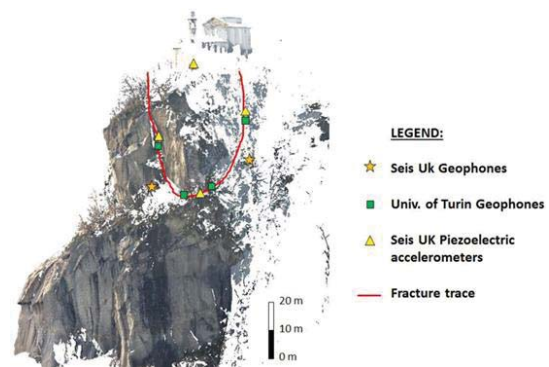 LEGEND:
Seis Uk Geophones
Univ. of Turin Geophones
Seis UK Piezoelectric
accelerometers
Fracture trace
20 m
10 m
0 m